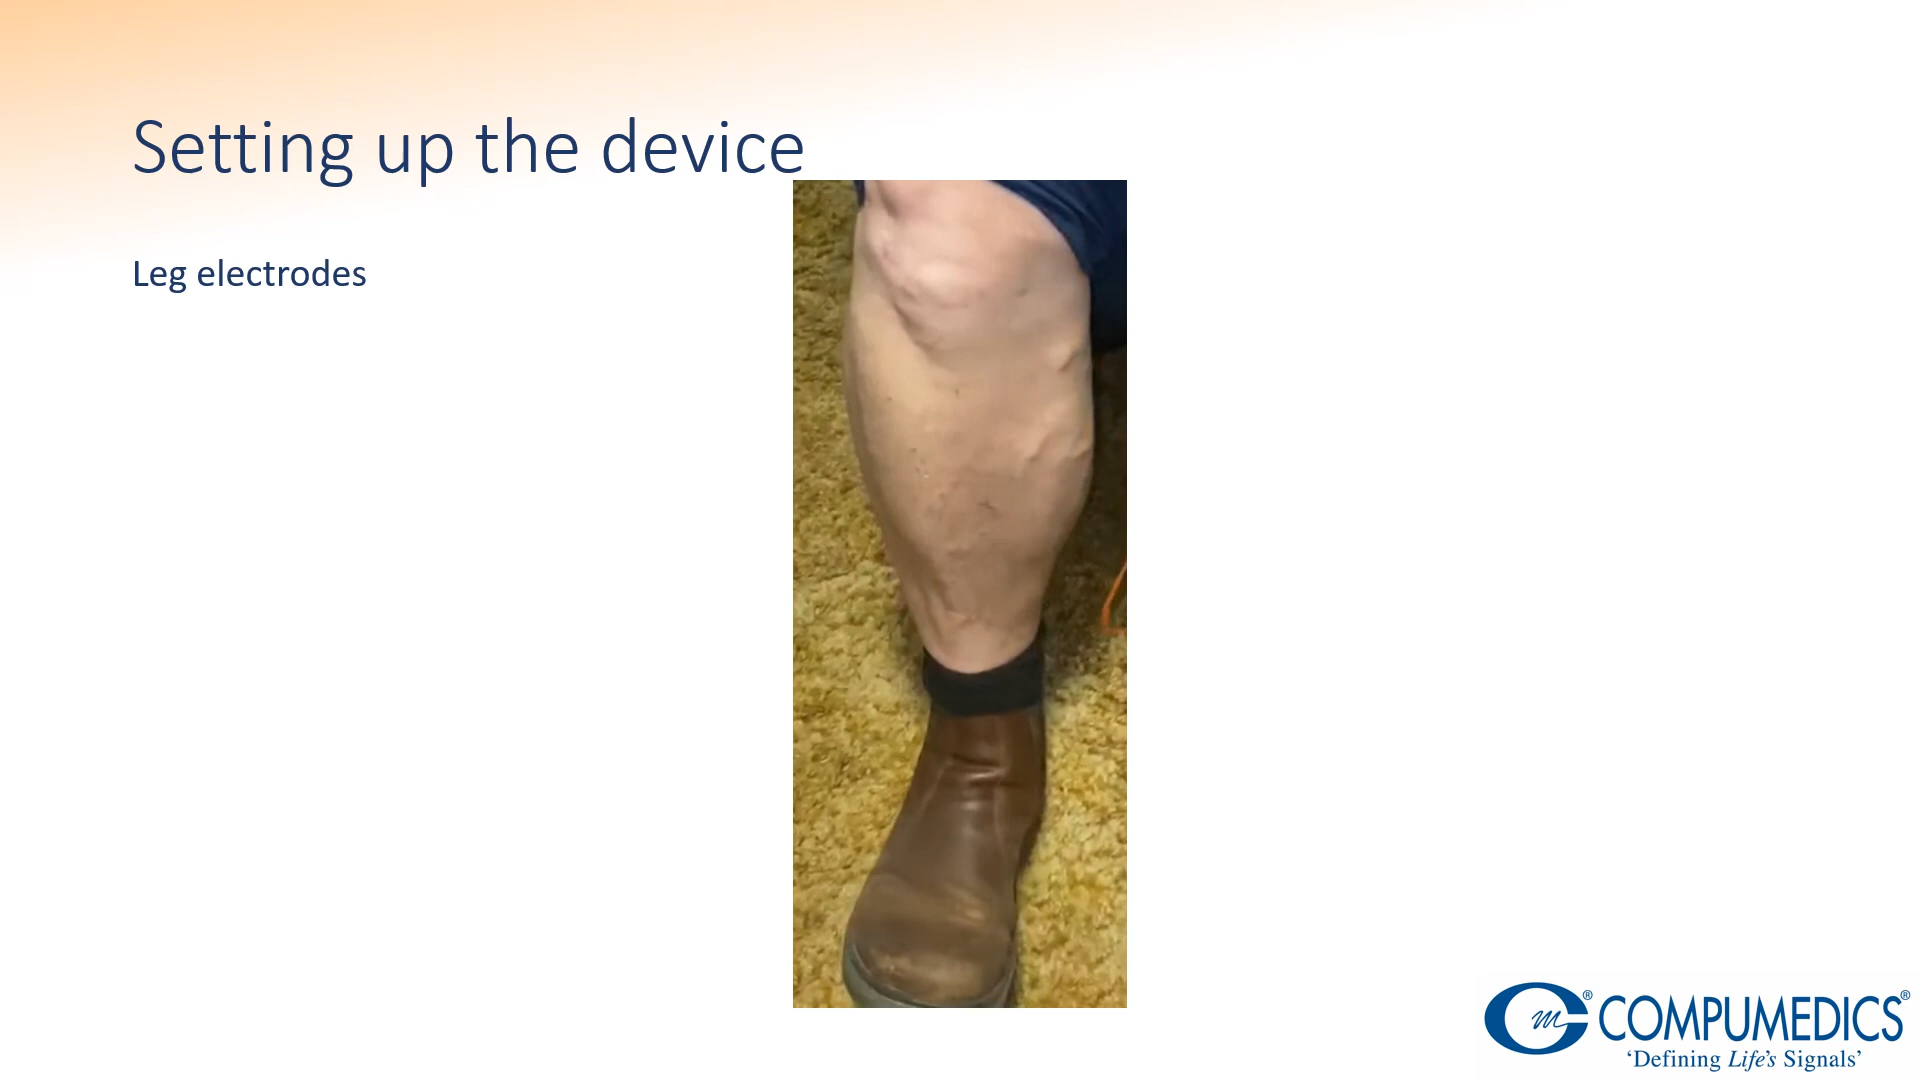 Setting up the device
Leg electrodes
® COMPUMEDICS®
‘Defining Life’s Signals’